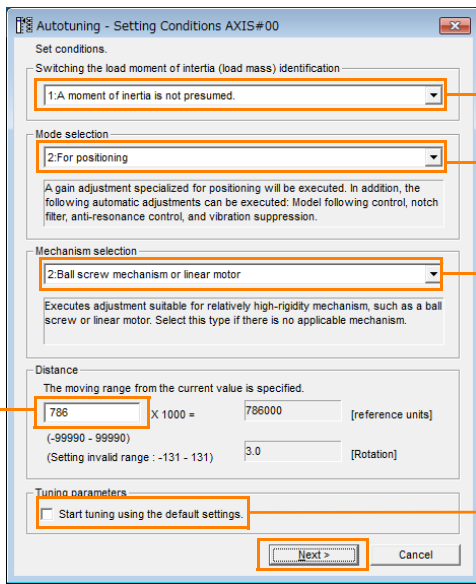 Autotuning - Setting Conditions AXIS#00
Set conditions.
Switching the load moment of intertia (load mass) identification
1:A moment of inertia is not presumed.
Mode selection
2:For positioning
A gain adjustment specialized for positioning will be executed. In addition, the
following automatic adjustments can be executed: Model following control, notch
filter, anti-resonance control, and vibration suppression.
Mechanism selection
2:Ball screw mechanism or linear motor
Executes adjustment suitable for relatively high-rigidity mechanism, such as a ball
screw or linear motor. Select this type if there is no applicable mechanism.
Distance
The moving range from the current value is specified.
786 X 1000 = 786000 [reference units]
(-99990 - 99990)
(Setting invalid range : -131 - 131) 3.0 [Rotation]
Tuning parameters
Start tuning using the default settings.
Next > Cancel